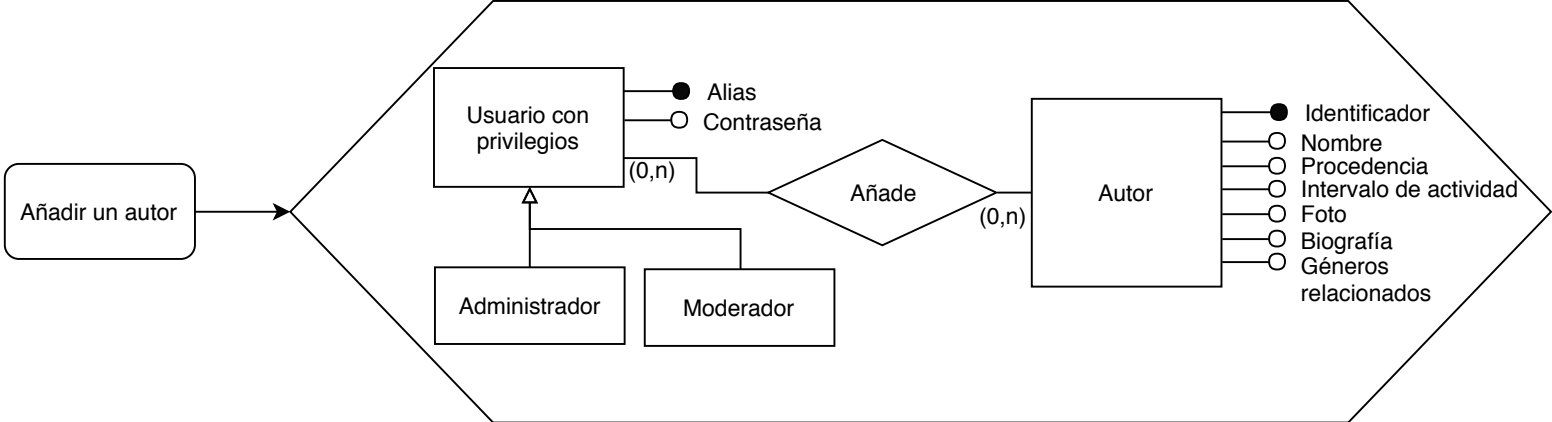 Añadir un autor
Usuario con
privilegios
Alias
Contraseña
(0,n)
Administrador
Moderador
Añade
(0,n)
Autor
Identificador
Nombre
Procedencia
Intervalo de actividad
Foto
Biografía
Géneros
relacionados